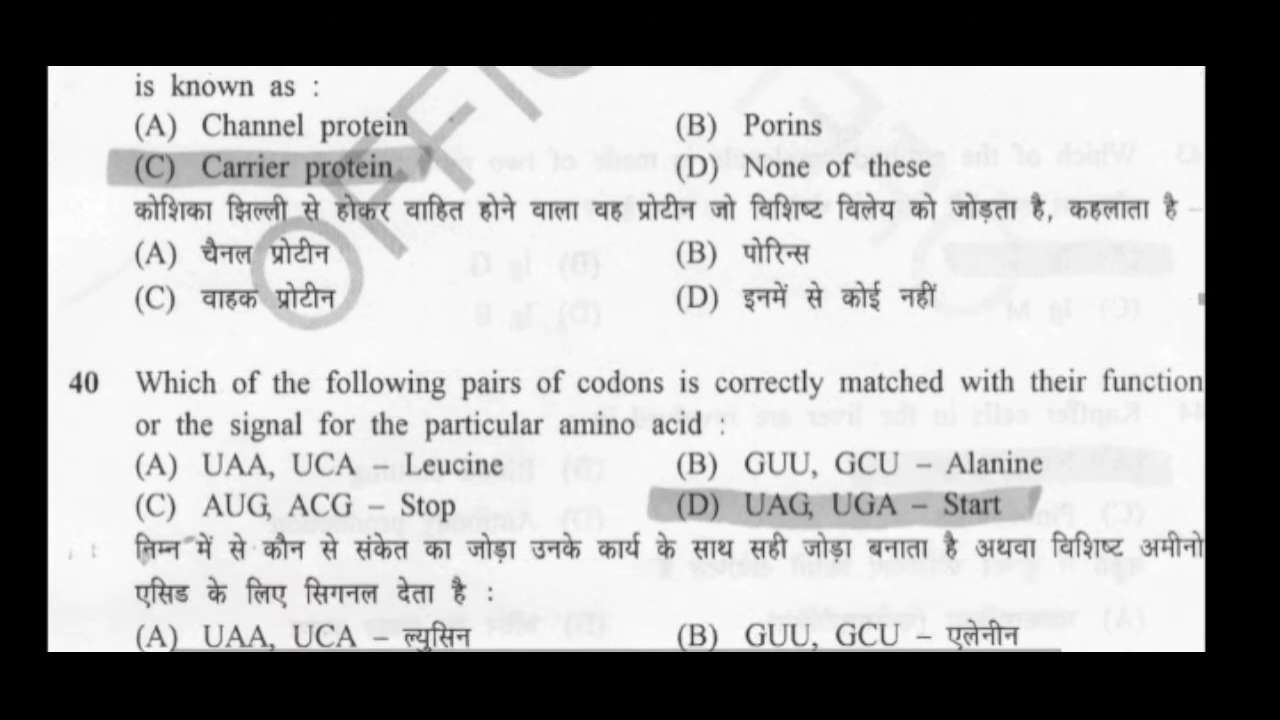 is known as :
(A) Channel protein (B) Porins
(C) Carrier protein (D) None of these
कोशिका झिल्ली से होकर वाहित होने वाला वह प्रोटीन जो विशिष्ट विलेय को जोड़ता है, कहलाता है –
(A) चैनल प्रोटीन (B) पोरिन्स
(C) वाहक प्रोटीन (D) इनमें से कोई नहीं
40 Which of the following pairs of codons is correctly matched with their function
or the signal for the particular amino acid :
(A) UAA, UCA – Leucine (B) GUU, GCU – Alanine
(C) AUG, ACG – Stop (D) UAG, UGA – Start
निम्न में से कौन से संकेत का जोड़ा उनके कार्य के साथ सही जोड़ा बनाता है अथवा विशिष्ट अमीनो
एसिड के लिए सिगनल देता है :
(A) UAA, UCA – ल्युसिन (B) GUU, GCU – एलेनीन